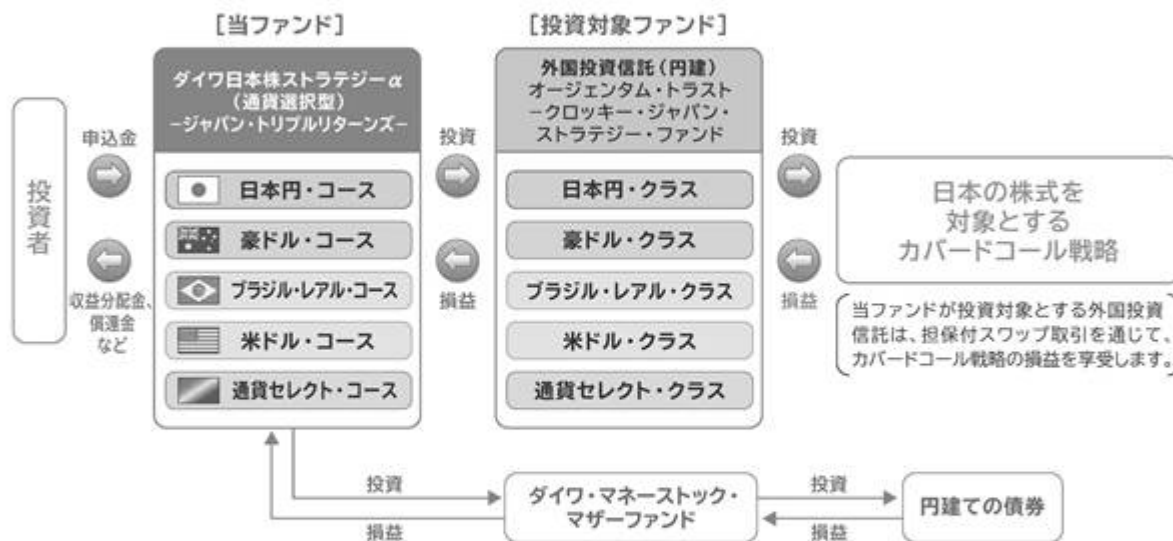 [当ファンド]
[投資対象ファンド]
ダイワ日本株ストラテジーα
(通貨選択型)
−ジャパン・トリプルリターンズ−
外国投資信託(円建)
オージェンタム・トラスト
−クロッキー・ジャパン・
ストラテジー・ファンド
投資者
申込金
収益分配金、
償還金
など
日本円・コース
豪ドル・コース
ブラジル・レアル・コース
米ドル・コース
通貨セレクト・コース
投資
損益
日本円・クラス
豪ドル・クラス
ブラジル・レアル・クラス
米ドル・クラス
通貨セレクト・クラス
投資
損益
日本の株式を
対象とする
カバードコール戦略
当ファンドが投資対象とする外国投資
信託は、担保付スワップ取引を通じて、
カバードコール戦略の損益を享受します。
投資
損益
ダイワ・マネーストック・
マザーファンド
投資
損益
円建ての債券